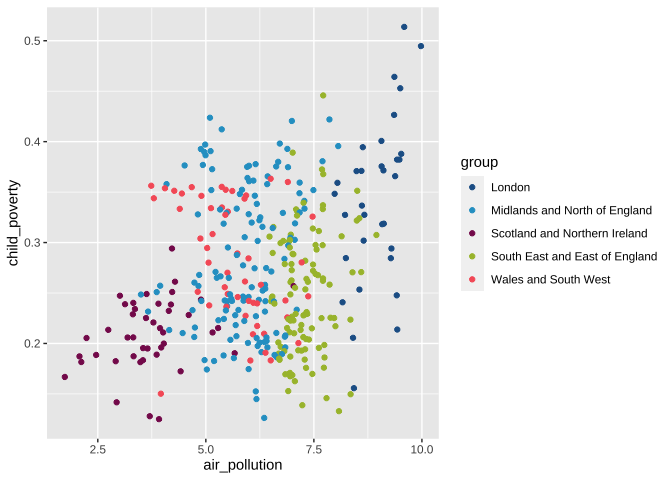 0.5
0.4
0.3
0.2
child_poverty
2.5 5.0 7.5 10.0
air_pollution
group
London
Midlands and North of England
Scotland and Northern Ireland
South East and East of England
Wales and South West